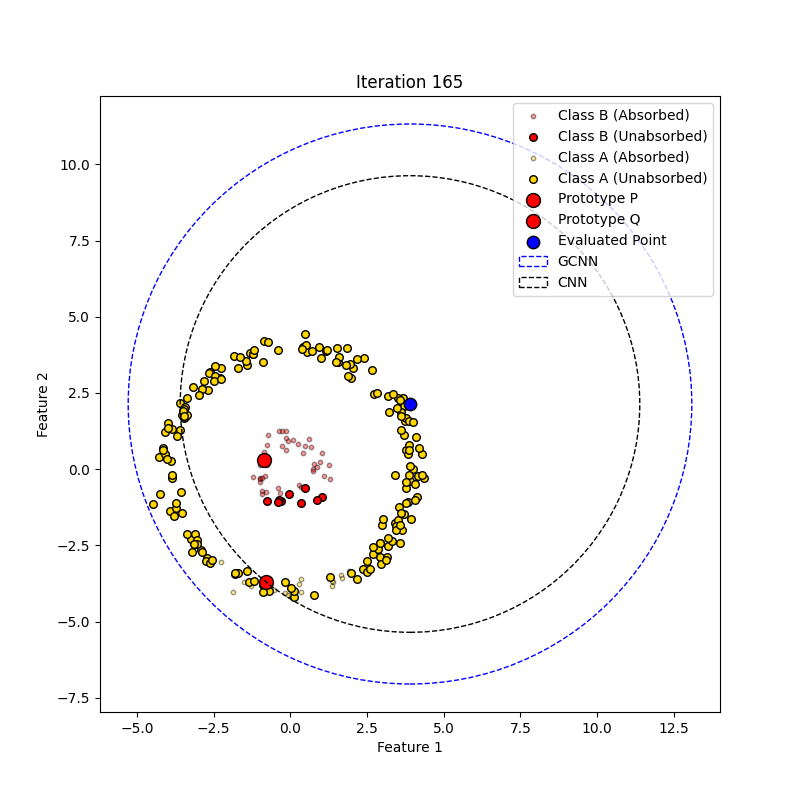 Iteration 165
Class B (Absorbed)
Class B (Unabsorbed)
Class A (Absorbed)
Class A (Unabsorbed)
Prototype P
Prototype Q
Evaluated Point
GCNN
CNN
10.0
7.5
5.0
2.5
0.0
−2.5
−5.0
−7.5
Feature 2
−5.0 −2.5 0.0 2.5 5.0 7.5 10.0 12.5
Feature 1